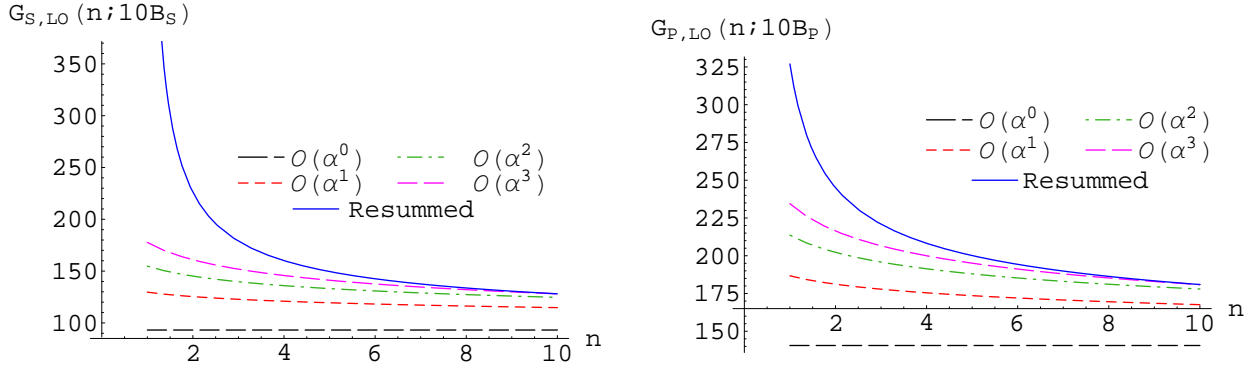 G_S,LO (n;10B_S)
350
300
250
200
150
100
O(α^0)
O(α^2)
O(α^1)
O(α^3)
Resummed
2 4 6 8 10 n
G_P,LO (n;10B_P)
325
300
275
250
225
200
175
150
O(α^0)
O(α^2)
O(α^1)
O(α^3)
Resummed
2 4 6 8 10 n